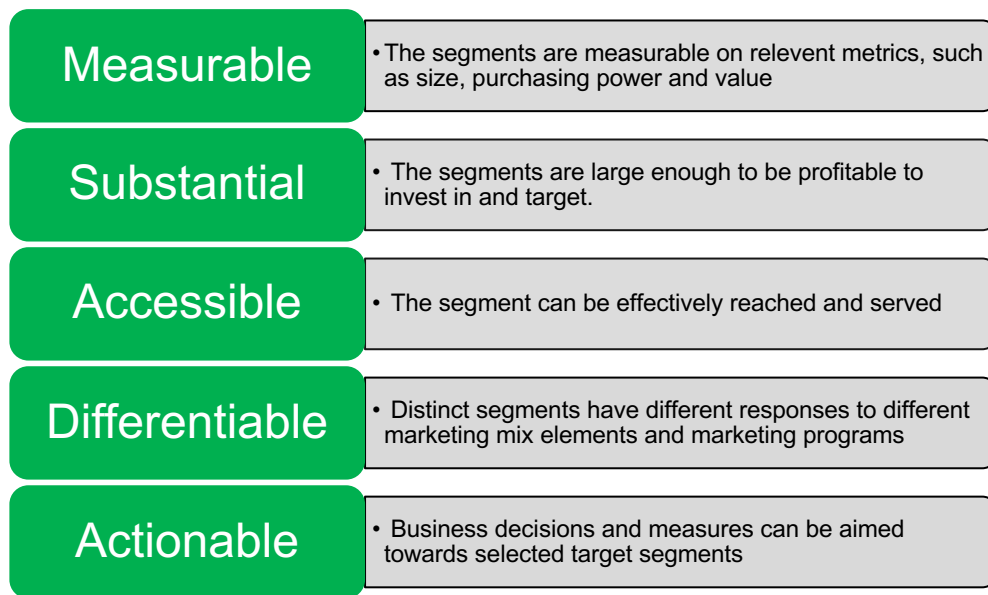 Measurable
• The segments are measurable on relevent metrics, such
as size, purchasing power and value
Substantial
• The segments are large enough to be profitable to
invest in and target.
Accessible
• The segment can be effectively reached and served
Differentiable
• Distinct segments have different responses to different
marketing mix elements and marketing programs
Actionable
• Business decisions and measures can be aimed
towards selected target segments